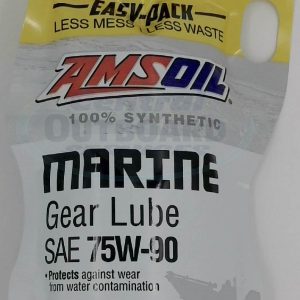 EASY-PACK
LESS MESS | LESS WASTE
AMSOIL
100% SYNTHETIC
MARINE
Gear Lube
SAE 75W-90
•Protects against wear
from water contamination